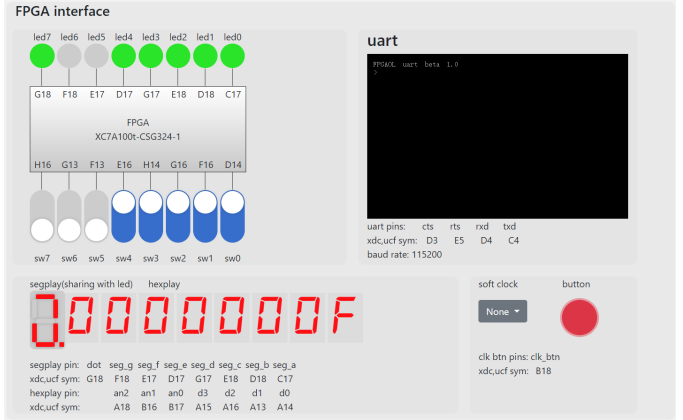 FPGA interface
led7 led6 led5 led4 led3 led2 led1 led0
G18 F18 E17 D17 G17 E18 D18 C17
FPGA
XC7A100t-CSG324-1
H16 G13 F13 E16 H14 G16 F16 D14
sw7 sw6 sw5 sw4 sw3 sw2 sw1 sw0
uart
FPGAOL uart beta 1.0
>
uart pins: cts rts rxd txd
xdc,ucf sym: D3 E5 D4 C4
baud rate: 115200
segplay(sharing with led) hexplay
0000000F
segplay pin: dot seg_g seg_f seg_e seg_d seg_c seg_b seg_a
xdc,ucf sym: G18 F18 E17 D17 G17 E18 D18 C17
hexplay pin: an2 an1 an0 d3 d2 d1 d0
xdc,ucf sym: A18 B16 B17 A15 A16 A13 A14
soft clock button
None
clk btn pins: clk_btn
xdc,ucf sym: B18